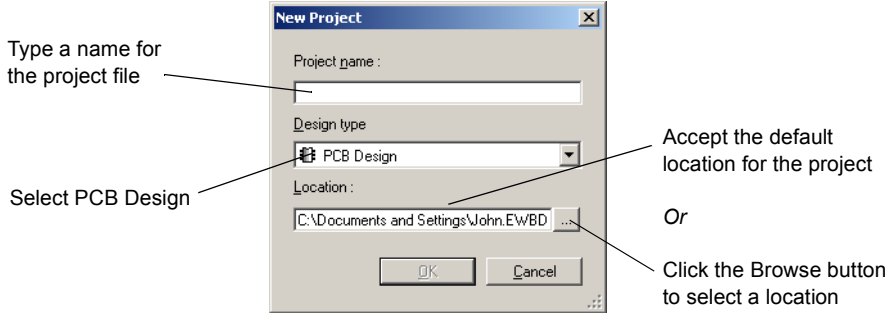 New Project
Type a name for
the project file
Project name :
Design type
PCB Design
Select PCB Design
Location :
C:\Documents and Settings\John.EWBD
...
OK
Cancel
Accept the default
location for the project
Or
Click the Browse button
to select a location